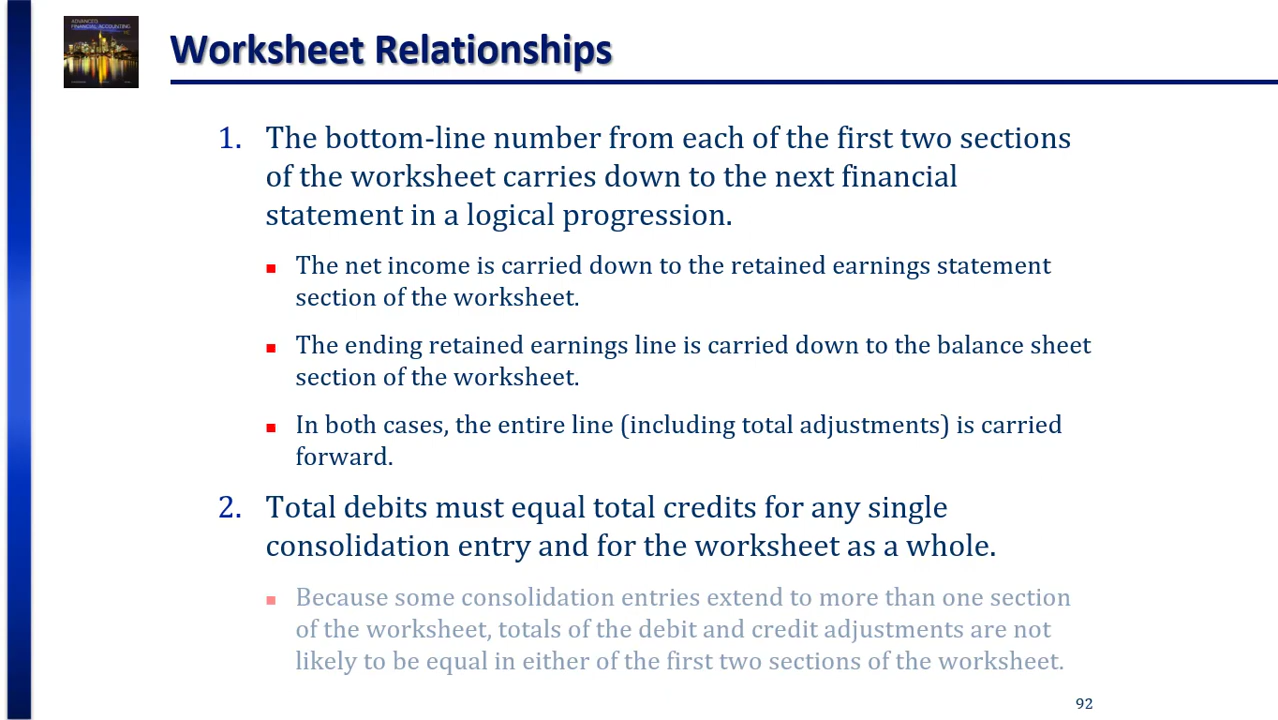 ADVANCED
FINANCIAL ACCOUNTING
Worksheet Relationships
1. The bottom-line number from each of the first two sections
of the worksheet carries down to the next financial
statement in a logical progression.
The net income is carried down to the retained earnings statement
section of the worksheet.
The ending retained earnings line is carried down to the balance sheet
section of the worksheet.
In both cases, the entire line (including total adjustments) is carried
forward.
2. Total debits must equal total credits for any single
consolidation entry and for the worksheet as a whole.
Because some consolidation entries extend to more than one section
of the worksheet, totals of the debit and credit adjustments are not
likely to be equal in either of the first two sections of the worksheet.
92